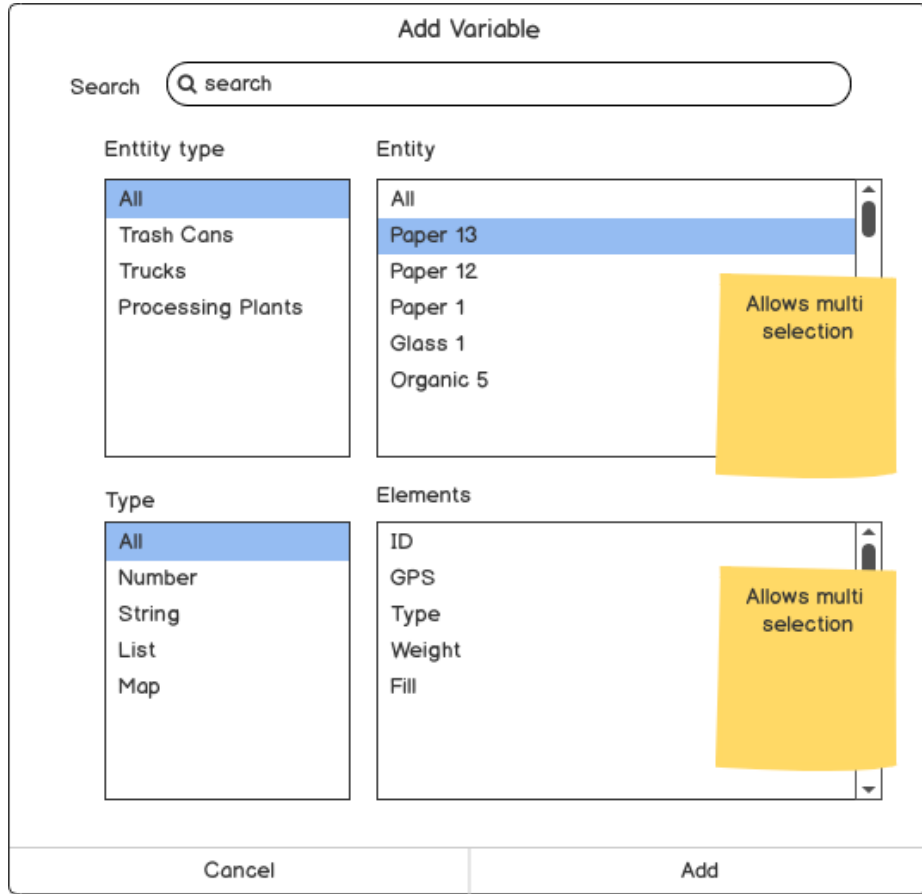 Add Variable
Search
search
Enttity type
Entity
All
Trash Cans
Trucks
Processing Plants
All
Paper 13
Paper 12
Paper 1
Glass 1
Organic 5
Allows multi
selection
Type
Elements
All
Number
String
List
Map
ID
GPS
Type
Weight
Fill
Allows multi
selection
Cancel
Add